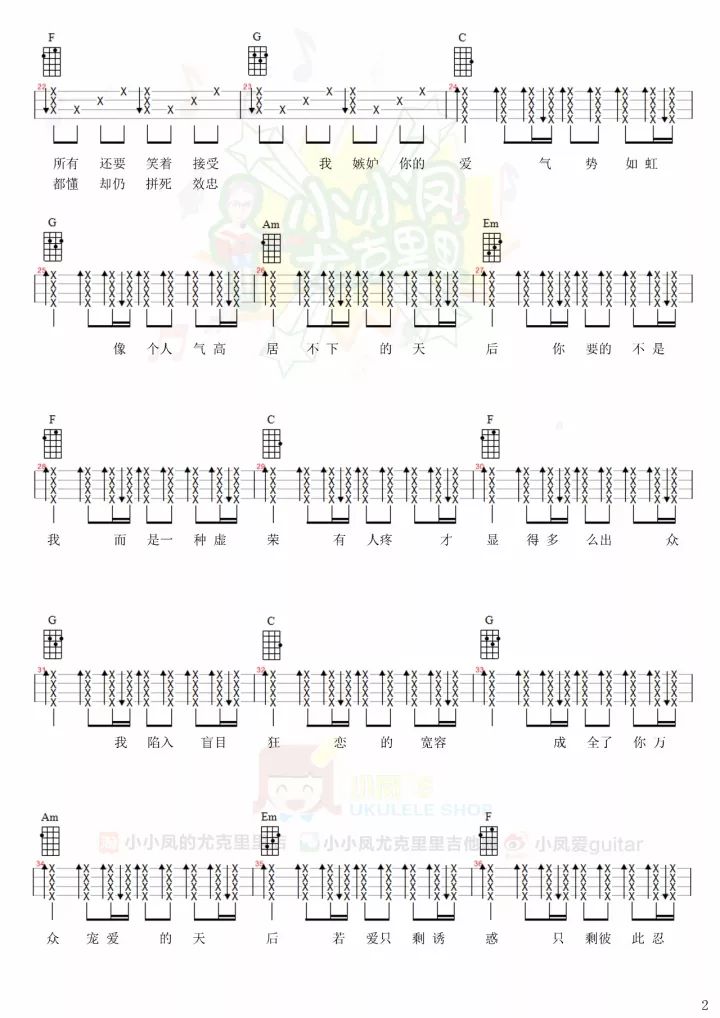 F G C
22 23 24
所有 还要 笑着 接受 我 嫉妒 你的 爱 气 势 如 虹
都懂 却仍 拼死 效忠
小小凤
尤克里里
G Am Em
25 26 27
像 个人 气 高 居 不 下 的 天 后 你 要的 不 是
F C F
28 29 30
我 而 是一 种 虚 荣 有 人疼 才 显 得 多 么出 众
G C G
31 32 33
我 陷入 盲目 狂 恋 的 宽容 成 全了 你 万
UKULELE SHOP
Am Em F
小小凤的尤克里里吉他 小小凤尤克里里吉他 小凤爱guitar
34 35 36
众 宠 爱 的 天 后 若 爱只 剩 诱 惑 只 剩彼 此 忍
2